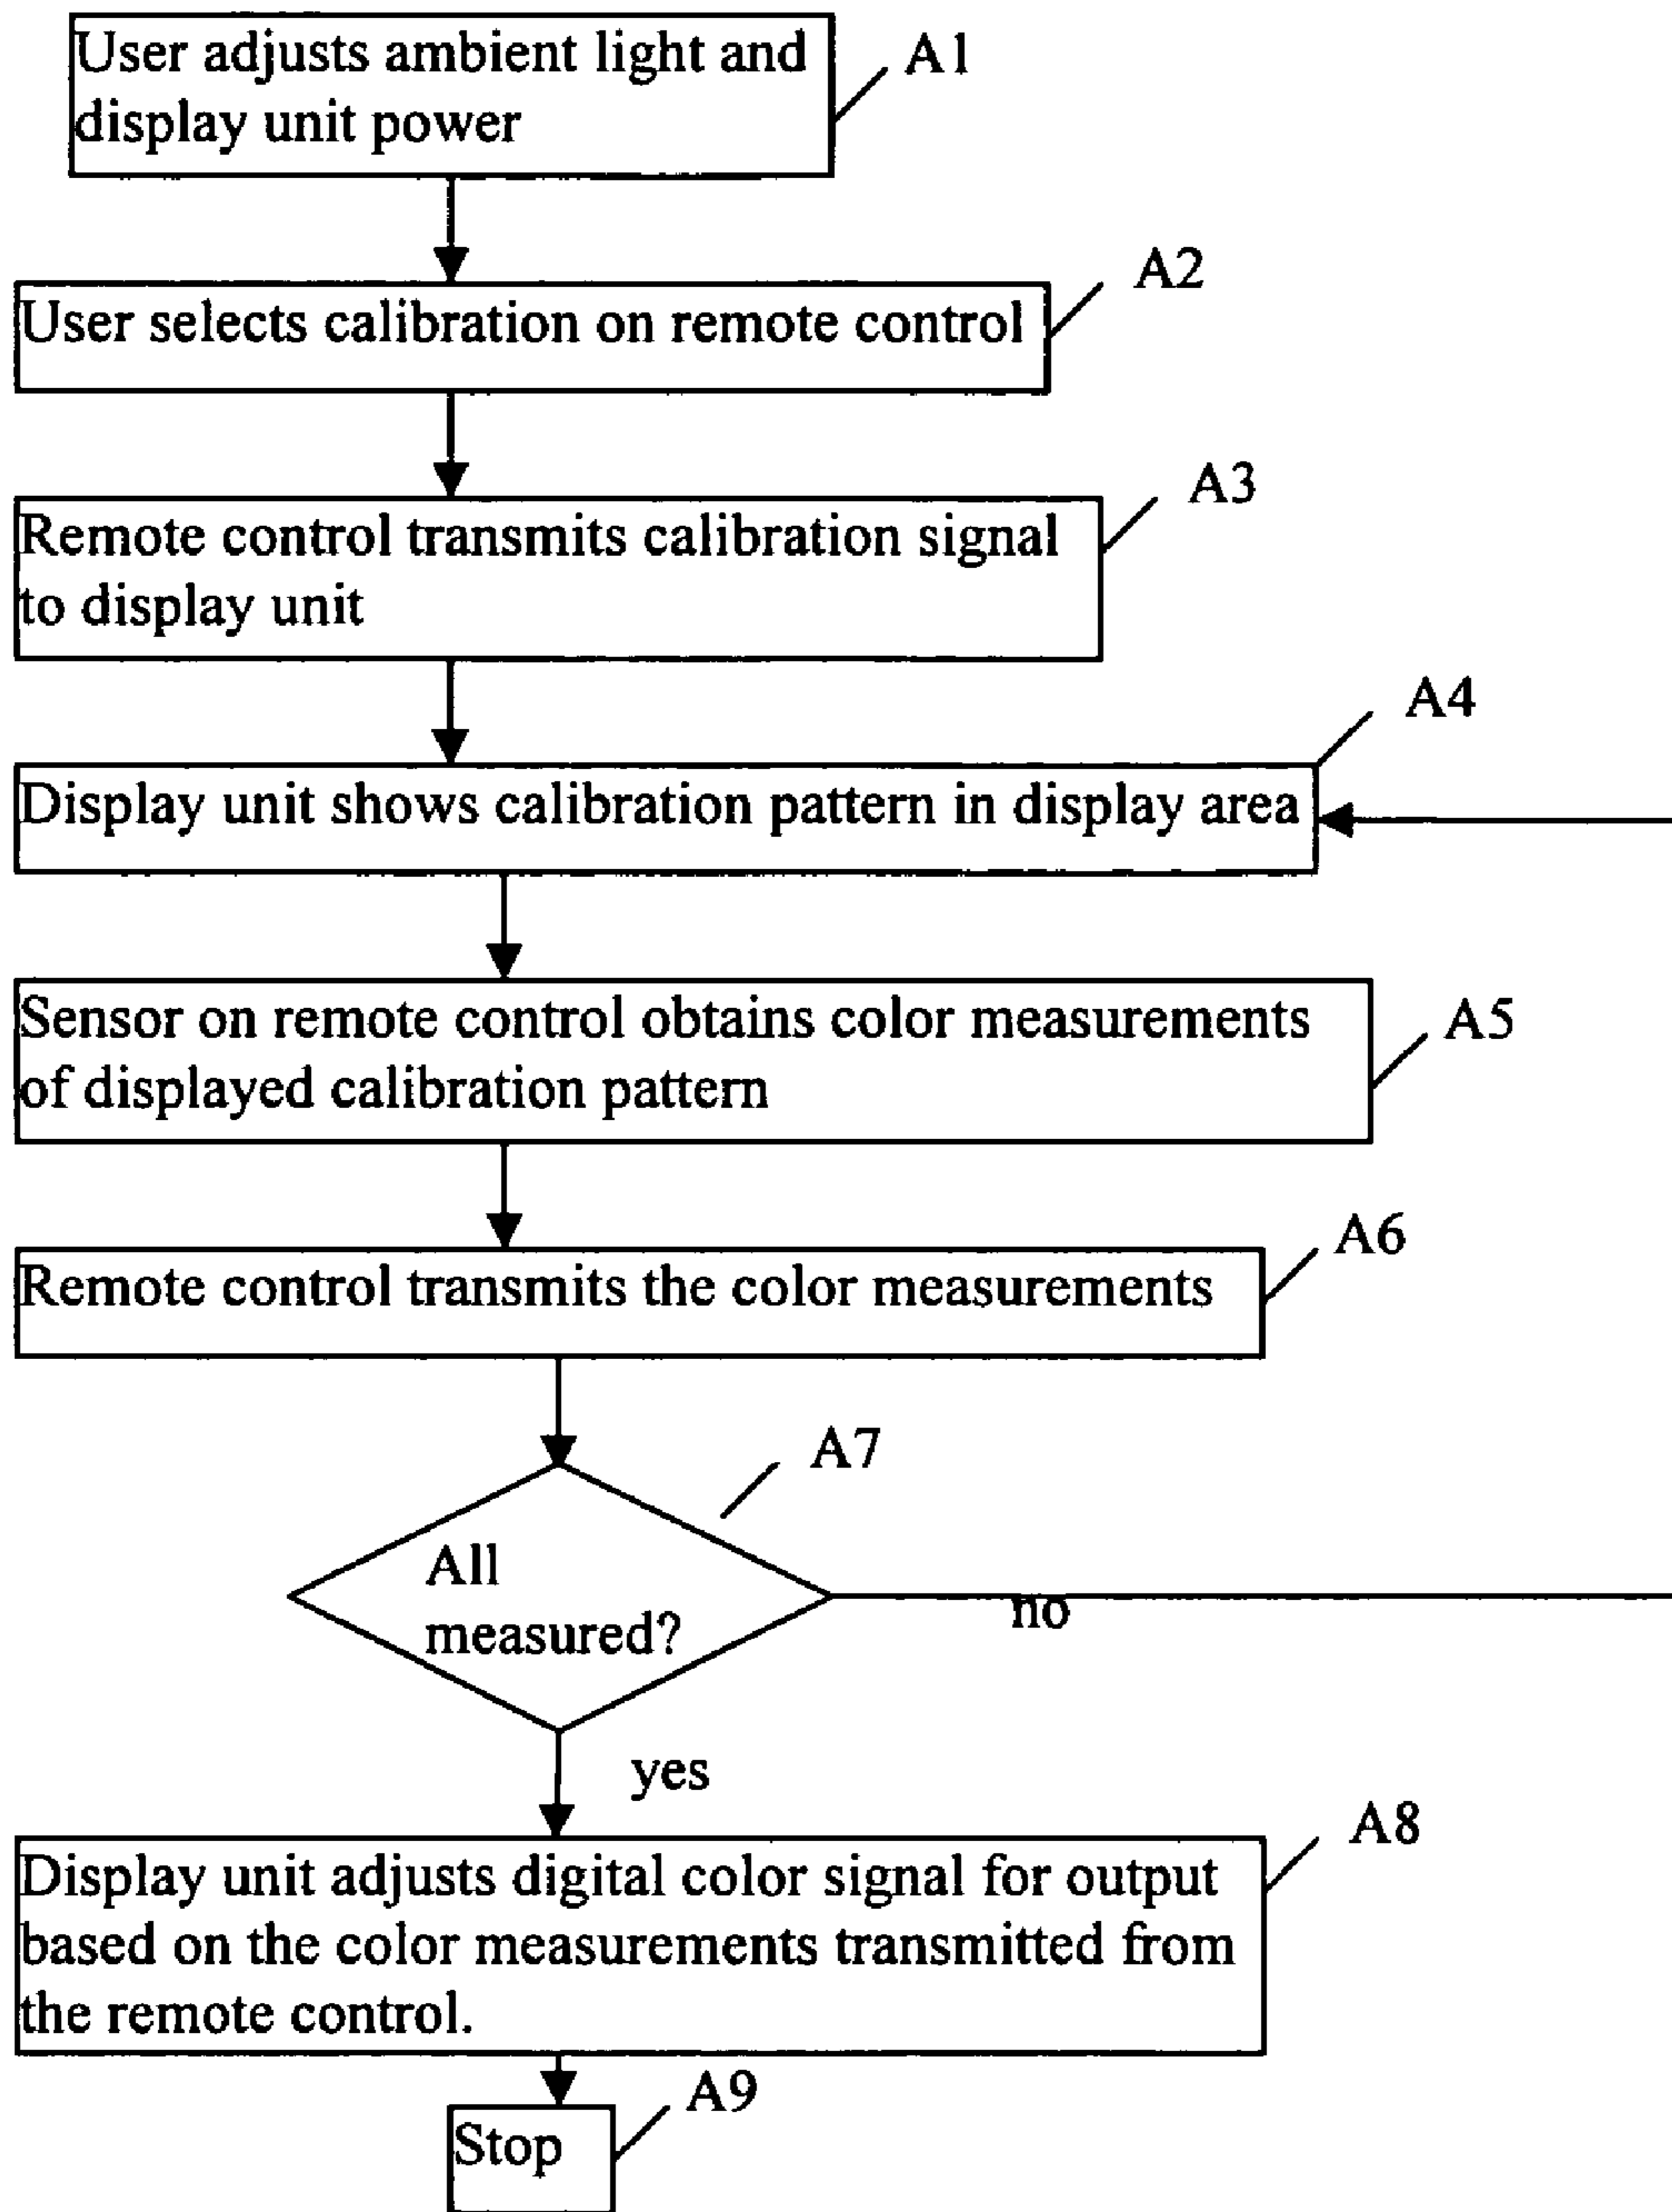 User adjusts ambient light and
display unit power
A1
User selects calibration on remote control
A2
Remote control transmits calibration signal
to display unit
A3
Display unit shows calibration pattern in display area
A4
Sensor on remote control obtains color measurements
of displayed calibration pattern
A5
Remote control transmits the color measurements
A6
All
measured?
A7
no
yes
Display unit adjusts digital color signal for output
based on the color measurements transmitted from
the remote control.
A8
Stop
A9